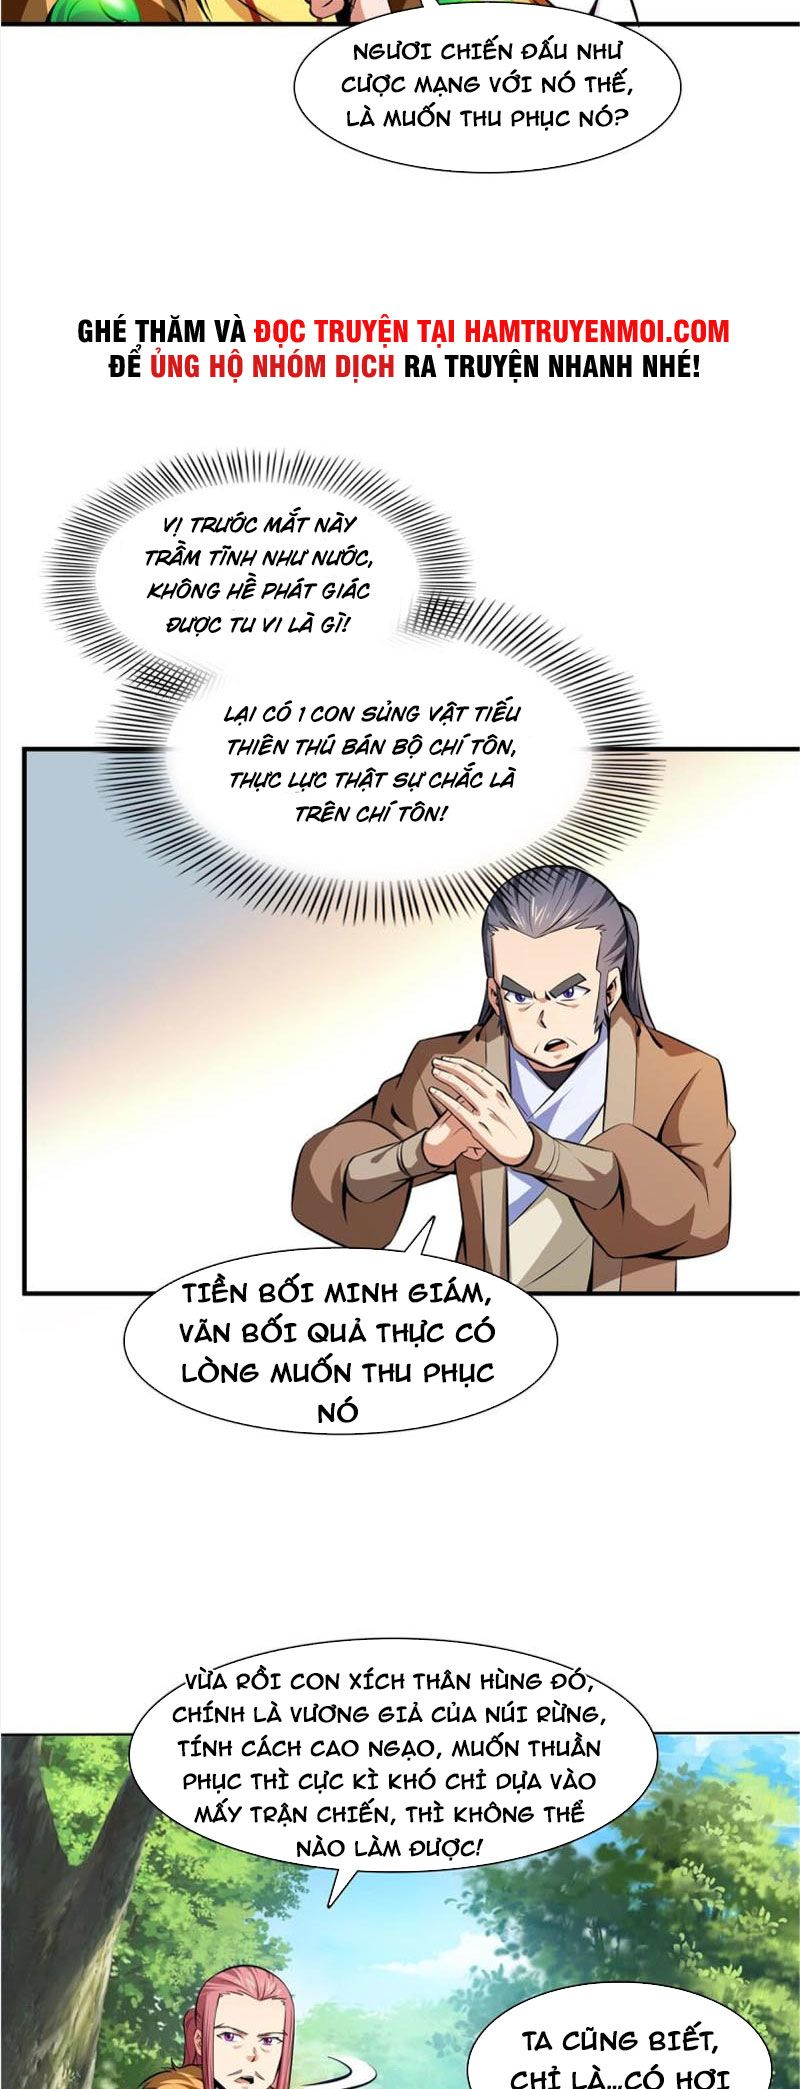 NGƯƠI CHIẾN ĐẤU NHƯ
CƯỢC MẠNG VỚI NÓ THẾ,
LÀ MUỐN THU PHỤC NÓ?
GHÉ THĂM VÀ ĐỌC TRUYỆN TẠI HAMTRUYENMOI.COM
ĐỂ ỦNG HỘ NHÓM DỊCH RA TRUYỆN NHANH NHÉ!
VỊ TRƯỚC MẮT NÀY
TRẦM TĨNH NHƯ NƯỚC,
KHÔNG HỀ PHÁT GIÁC
ĐƯỢC TU VI LÀ GÌ!
LẠI CÓ 1 CON SỦNG VẬT TIẾU
THIÊN THÚ BÁN BỘ CHÍ TÔN,
THỰC LỰC THẬT SỰ CHẮC LÀ
TRÊN CHÍ TÔN!
TIỀN BỐI MINH GIÁM,
VÃN BỐI QUẢ THỰC CÓ
LÒNG MUỐN THU PHỤC
NÓ
VỪA RỒI CON XÍCH THÂN HÙNG ĐÓ,
CHÍNH LÀ VƯƠNG GIẢ CỦA NÚI RỪNG,
TÍNH CÁCH CAO NGẠO, MUỐN THUẦN
PHỤC THÌ CỰC KÌ KHÓ CHỈ DỰA VÀO
MẤY TRẬN CHIẾN, THÌ KHÔNG THỂ
NÀO LÀM ĐƯỢC!
TA CŨNG BIẾT,
CHỈ LÀ...CÓ HƠI